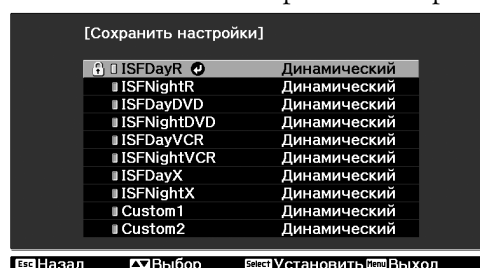 [Сохранить настройки]
ISFDayR Динамический
ISFNightR Динамический
ISFDayDVD Динамический
ISFNightDVD Динамический
ISFDayVCR Динамический
ISFNightVCR Динамический
ISFDayX Динамический
ISFNightX Динамический
Custom1 Динамический
Custom2 Динамический
Esc Назад Выбор Select Установить Menu Выход